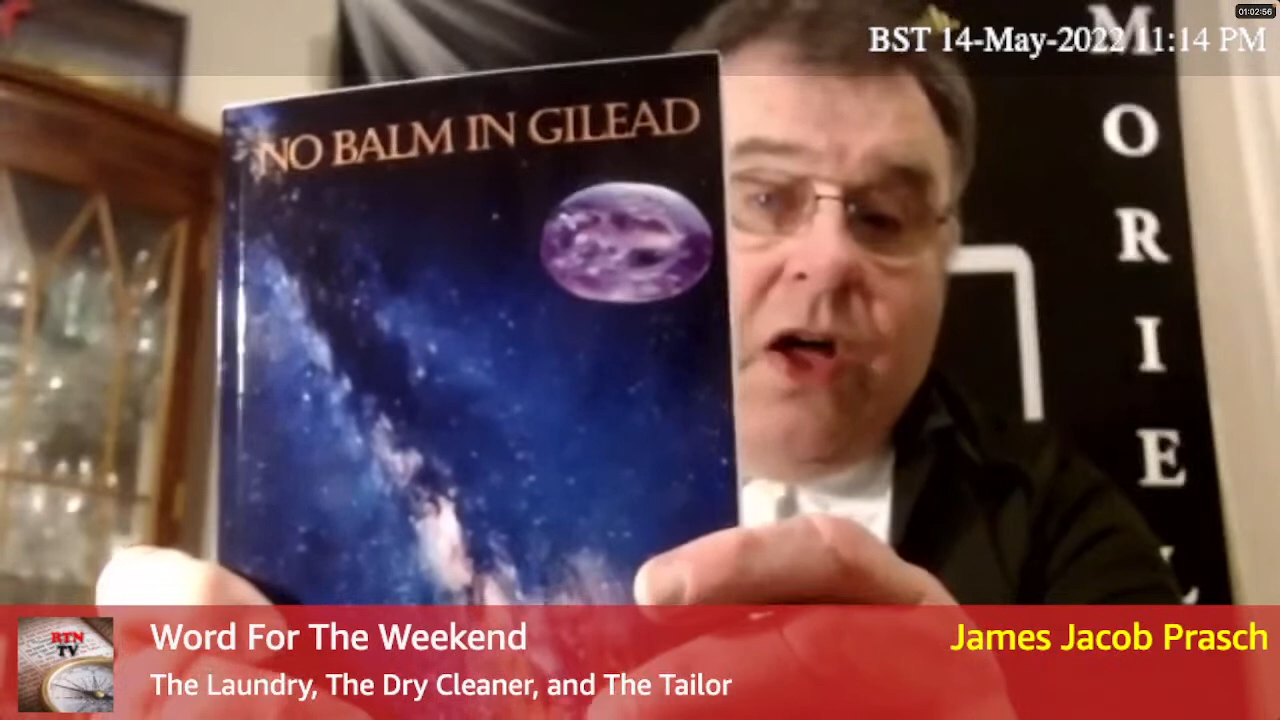 01:02:56
BST 14-May-2022 11:14 PM
NO BALM IN GILEAD
M
O
R
I
E
L
RTN
TV
Word For The Weekend
James Jacob Prasch
The Laundry, The Dry Cleaner, and The Tailor